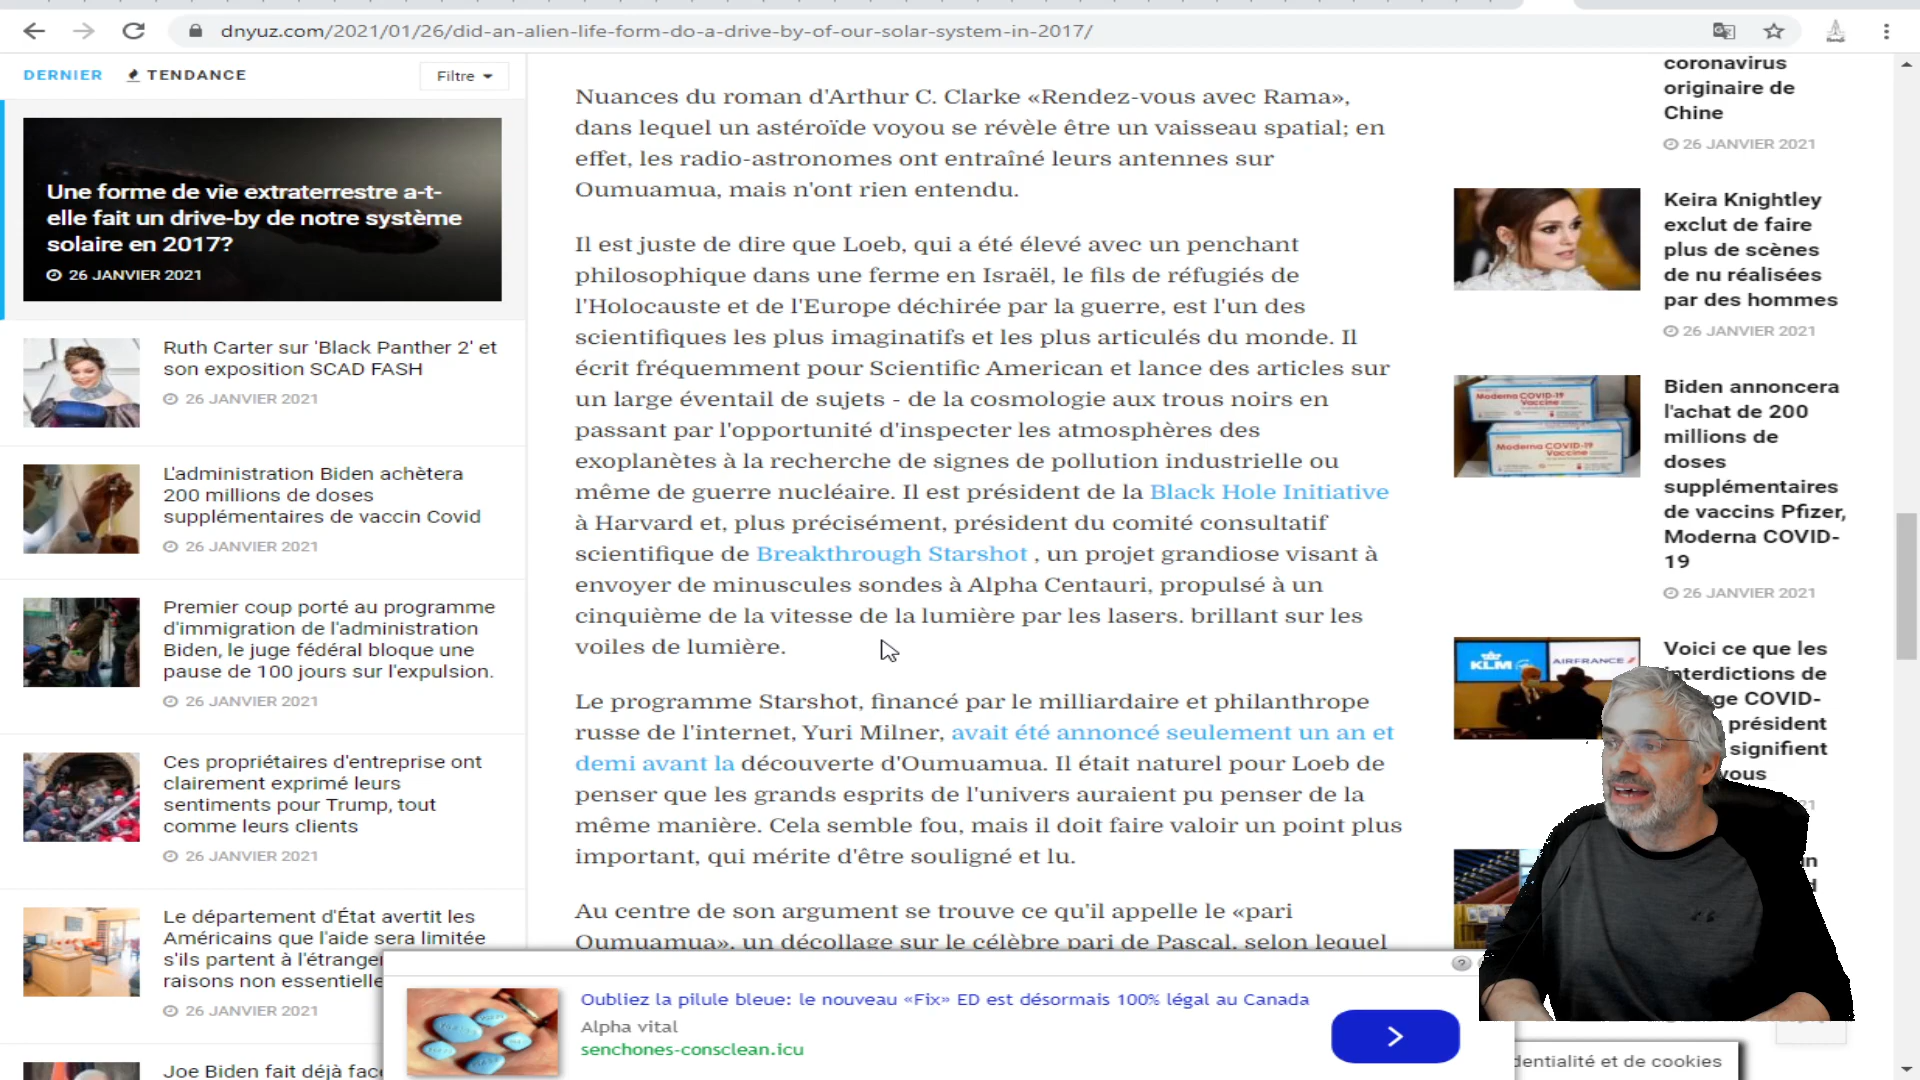 dnyuz.com/2021/01/26/did-an-alien-life-form-do-a-drive-by-of-our-solar-system-in-2017/
DERNIER
TENDANCE
Filtre
Une forme de vie extraterrestre a-t-
elle fait un drive-by de notre système
solaire en 2017?
26 JANVIER 2021
Ruth Carter sur 'Black Panther 2' et
son exposition SCAD FASH
26 JANVIER 2021
L'administration Biden achètera
200 millions de doses
supplémentaires de vaccin Covid
26 JANVIER 2021
Premier coup porté au programme
d'immigration de l'administration
Biden, le juge fédéral bloque une
pause de 100 jours sur l'expulsion.
26 JANVIER 2021
Ces propriétaires d'entreprise ont
clairement exprimé leurs
sentiments pour Trump, tout
comme leurs clients
26 JANVIER 2021
Le département d'État avertit les
Américains que l'aide sera limitée
s'ils partent à l'étranger
raisons non essentielle
26 JANVIER 2021
Joe Biden fait déjà
Nuances du roman d'Arthur C. Clarke «Rendez-vous avec Rama»,
dans lequel un astéroïde voyou se révèle être un vaisseau spatial; en
effet, les radio-astronomes ont entraîné leurs antennes sur
Oumuamua, mais n'ont rien entendu.
Il est juste de dire que Loeb, qui a été élevé avec un penchant
philosophique dans une ferme en Israël, le fils de réfugiés de
l'Holocauste et de l'Europe déchirée par la guerre, est l'un des
scientifiques les plus imaginatifs et les plus articulés du monde. Il
écrit fréquemment pour Scientific American et lance des articles sur
un large éventail de sujets - de la cosmologie aux trous noirs en
passant par l'opportunité d'inspecter les atmosphères des
exoplanètes à la recherche de signes de pollution industrielle ou
même de guerre nucléaire. Il est président de la Black Hole Initiative
à Harvard et, plus précisément, président du comité consultatif
scientifique de Breakthrough Starshot , un projet grandiose visant à
envoyer de minuscules sondes à Alpha Centauri, propulsé à un
cinquième de la vitesse de la lumière par les lasers. brillant sur les
voiles de lumière.
Le programme Starshot, financé par le milliardaire et philanthrope
russe de l'internet, Yuri Milner, avait été annoncé seulement un an et
demi avant la découverte d'Oumuamua. Il était naturel pour Loeb de
penser que les grands esprits de l'univers auraient pu penser de la
même manière. Cela semble fou, mais il doit faire valoir un point plus
important, qui mérite d'être souligné et lu.
Au centre de son argument se trouve ce qu'il appelle le «pari
Oumuamua», un décollage sur le célèbre pari de Pascal, selon lequel
coronavirus
originaire de
Chine
26 JANVIER 2021
Keira Knightley
exclut de faire
plus de scènes
de nu réalisées
par des hommes
26 JANVIER 2021
Moderna COVID-19
Vaccine
Moderna COVID-19
Vaccine
Biden annoncera
l'achat de 200
millions de
doses
supplémentaires
de vaccins Pfizer,
Moderna COVID-
19
26 JANVIER 2021
KLM
AIRFRANCE
Voici ce que les
interdictions de
COVID-
président
signifient
vous
Oubliez la pilule bleue: le nouveau «Fix» ED est désormais 100% légal au Canada
Alpha vital
senchones-consclean.icu
et de cookies